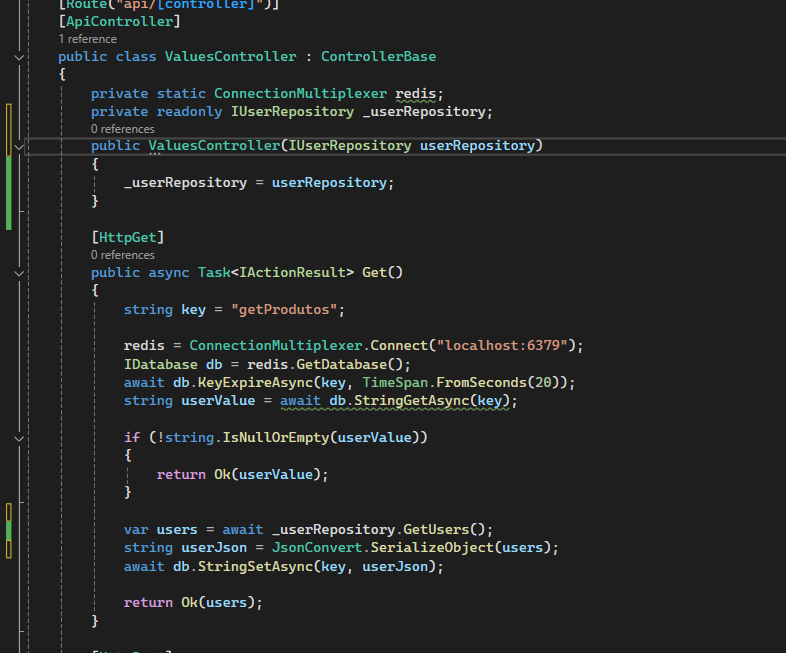 [Route("api/[controller]")]
[ApiController]
1 reference
public class ValuesController : ControllerBase
{
private static ConnectionMultiplexer redis;
private readonly IUserRepository _userRepository;
0 references
public ValuesController(IUserRepository userRepository)
{
_userRepository = userRepository;
}
[HttpGet]
0 references
public async Task<IActionResult> Get()
{
string key = "getProdutos";
redis = ConnectionMultiplexer.Connect("localhost:6379");
IDatabase db = redis.GetDatabase();
await db.KeyExpireAsync(key, TimeSpan.FromSeconds(20));
string userValue = await db.StringGetAsync(key);
if (!string.IsNullOrEmpty(userValue))
{
return Ok(userValue);
}
var users = await _userRepository.GetUsers();
string userJson = JsonConvert.SerializeObject(users);
await db.StringSetAsync(key, userJson);
return Ok(users);
}